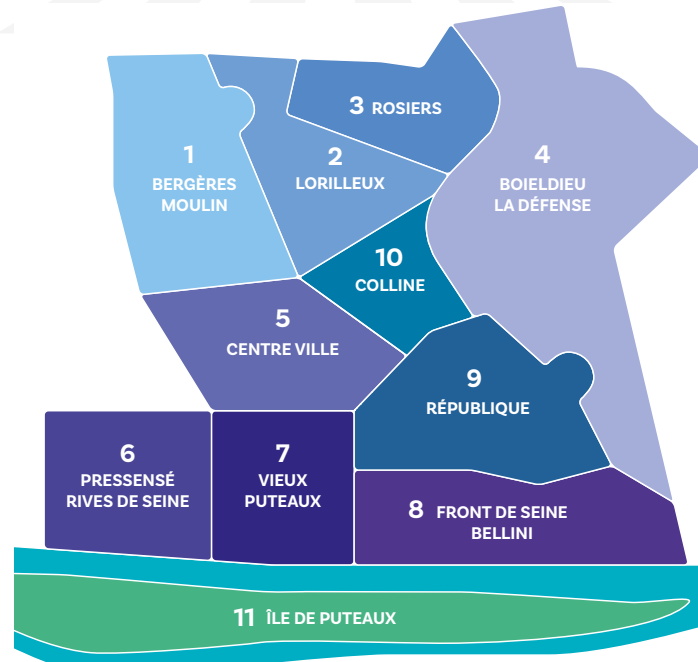 1
BERGÈRES
MOULIN
2
LORILLEUX
3 ROSIERS
4
BOIELDIEU
LA DÉFENSE
10
COLLINE
5
CENTRE VILLE
9
RÉPUBLIQUE
6
PRESSENSÉ
RIVES DE SEINE
7
VIEUX
PUTEAUX
8 FRONT DE SEINE
BELLINI
11 ÎLE DE PUTEAUX